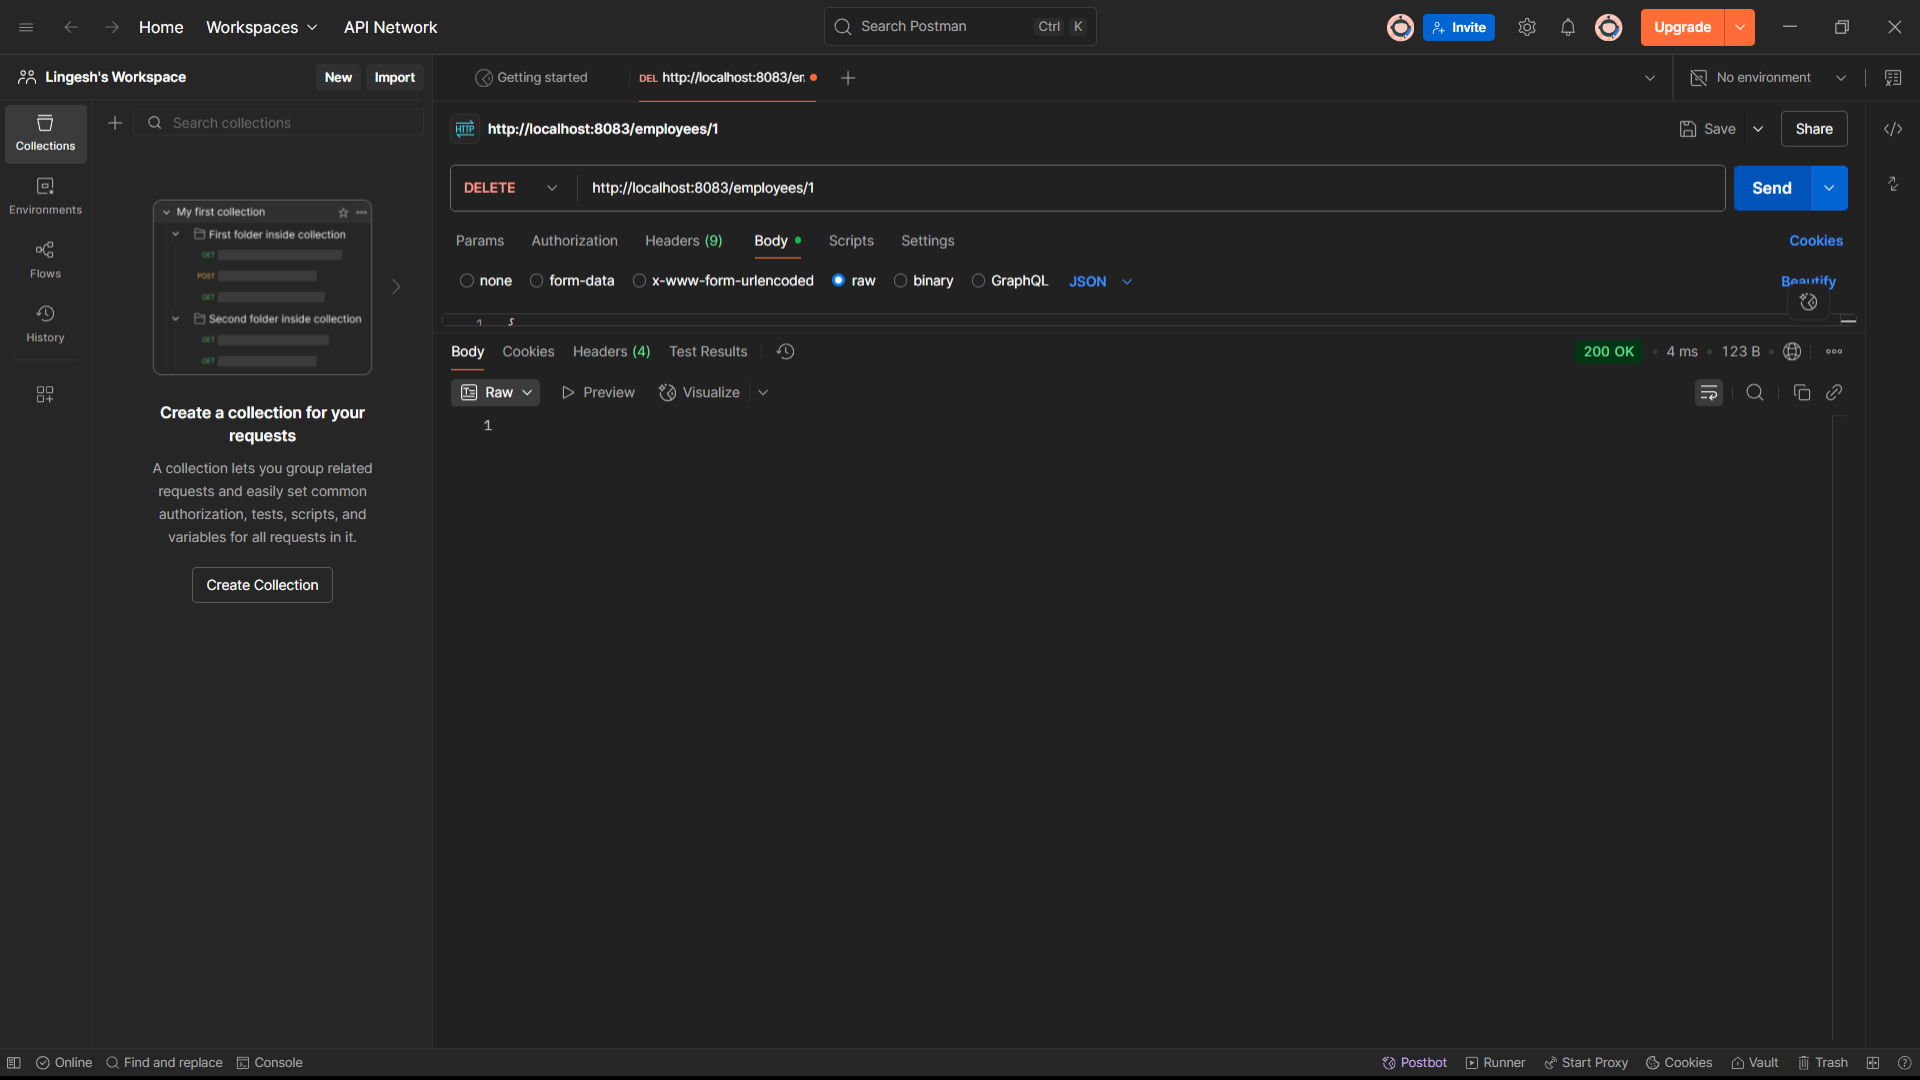 Home
Workspaces
API Network
Search Postman
Ctrl K
Invite
Upgrade
Lingesh's Workspace
New
Import
Getting started
DEL http://localhost:8083/er
No environment
Collections
Environments
Flows
History
Search collections
My first collection
First folder inside collection
GET
POST
GET
Second folder inside collection
GET
GET
Create a collection for your
requests
A collection lets you group related
requests and easily set common
authorization, tests, scripts, and
variables for all requests in it.
Create Collection
HTTP http://localhost:8083/employees/1
Save
Share
DELETE
http://localhost:8083/employees/1
Send
Params
Authorization
Headers (9)
Body
Scripts
Settings
Cookies
none
form-data
x-www-form-urlencoded
raw
binary
GraphQL
JSON
Beautify
1 {
Body
Cookies
Headers (4)
Test Results
200 OK
4 ms
123 B
Raw
Preview
Visualize
1
Online
Find and replace
Console
Postbot
Runner
Start Proxy
Cookies
Vault
Trash